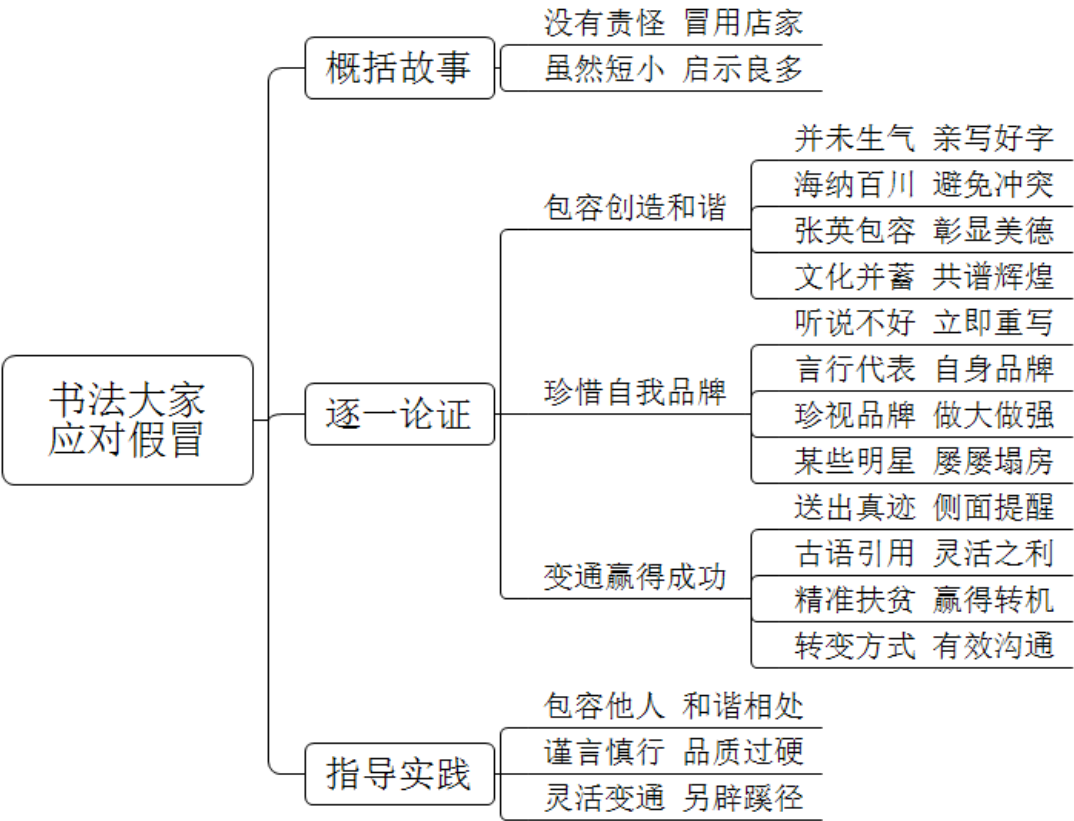 书法大家
应对假冒
概括故事
没有责怪 冒用店家
虽然短小 启示良多
逐一论证
包容创造和谐
并未生气 亲写好字
海纳百川 避免冲突
张英包容 彰显美德
文化并蓄 共谱辉煌
珍惜自我品牌
听说不好 立即重写
言行代表 自身品牌
珍视品牌 做大做强
某些明星 屡屡塌房
变通赢得成功
送出真迹 侧面提醒
古语引用 灵活之利
精准扶贫 赢得转机
转变方式 有效沟通
指导实践
包容他人 和谐相处
谨言慎行 品质过硬
灵活变通 另辟蹊径